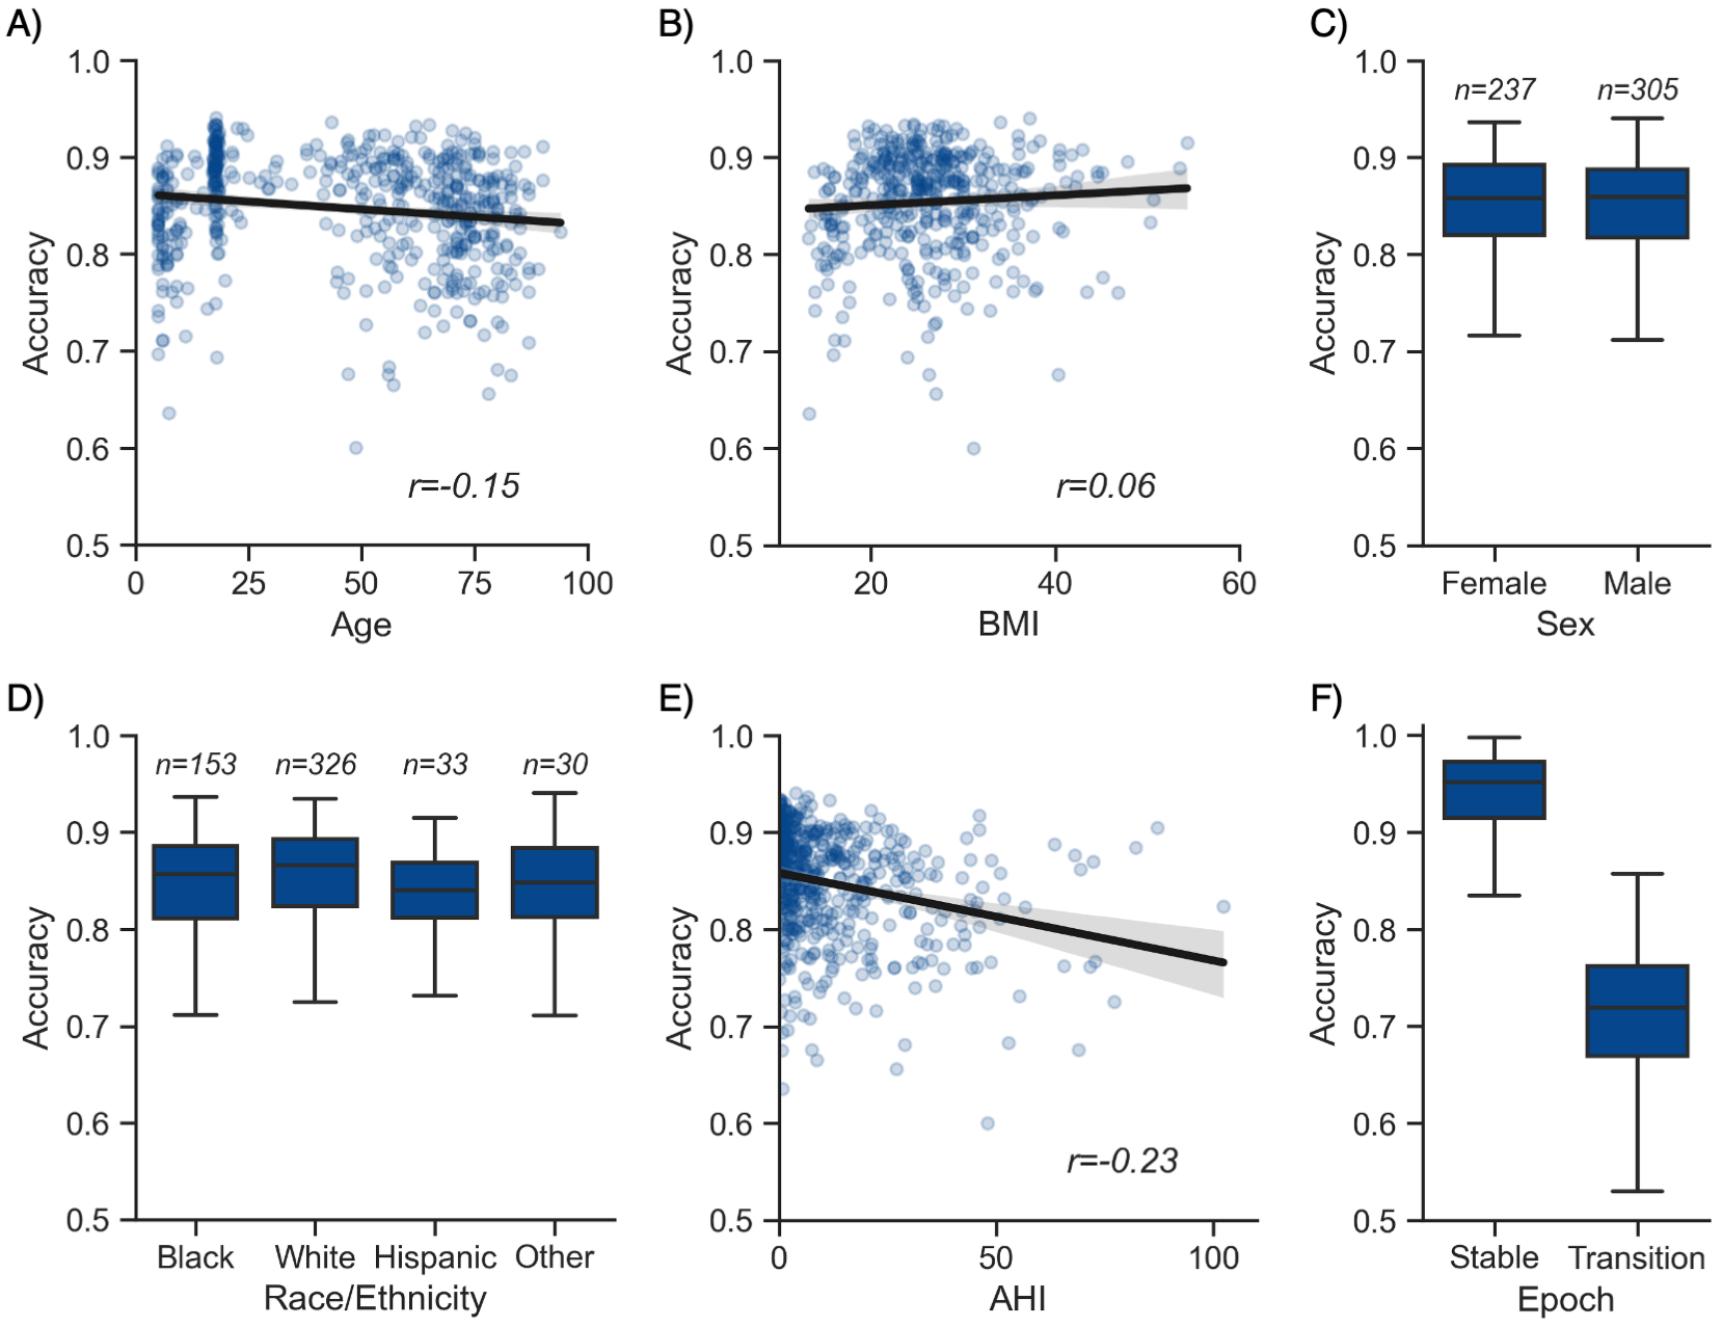 A)
1.0
0.9
0.8
0.7
0.6
0.5
Accuracy
r=-0.15
0 25 50 75 100
Age
B)
1.0
0.9
0.8
0.7
0.6
0.5
Accuracy
r=0.06
20 40 60
BMI
C)
1.0
0.9
0.8
0.7
0.6
0.5
Accuracy
n=237 n=305
Female Male
Sex
D)
1.0
0.9
0.8
0.7
0.6
0.5
Accuracy
n=153 n=326 n=33 n=30
Black White Hispanic Other
Race/Ethnicity
E)
1.0
0.9
0.8
0.7
0.6
0.5
Accuracy
r=-0.23
0 50 100
AHI
F)
1.0
0.9
0.8
0.7
0.6
0.5
Accuracy
Stable Transition
Epoch